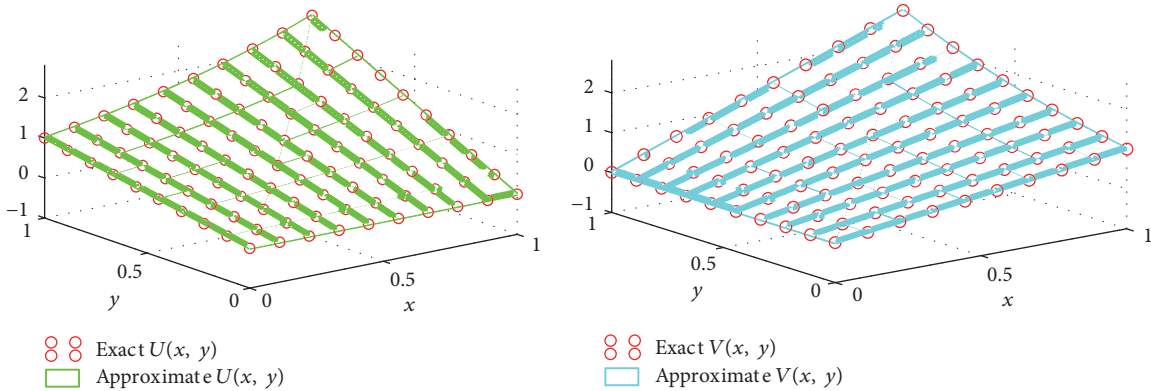 2
1
0
−1
1
0.5
0
0
0.5
1
y
x
Exact U(x, y)
Approximate U(x, y)
2
1
0
−1
1
0.5
0
0
0.5
1
y
x
Exact V(x, y)
Approximate V(x, y)